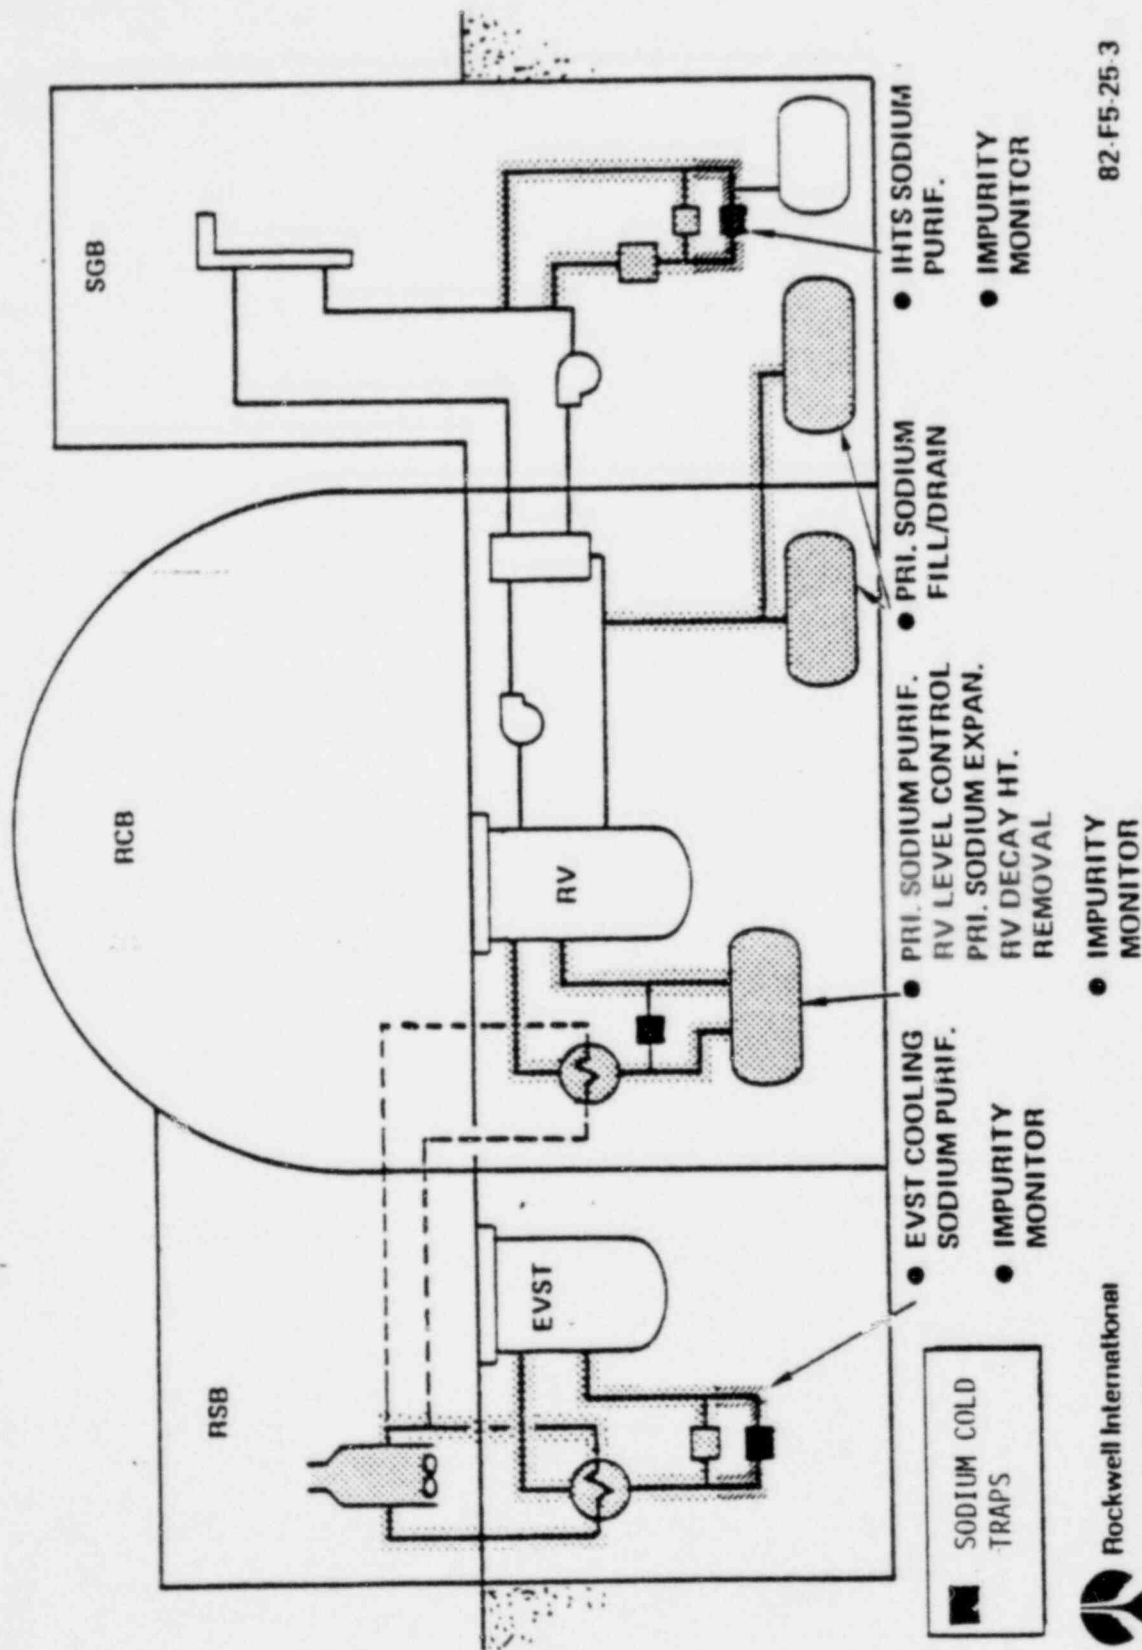 RSB
RCB
SGB
EVST
RV
● EVST COOLING
SODIUM PURIF.
● IMPURITY
MONITOR
● PRI. SODIUM PURIF.
RV LEVEL CONTROL
PRI. SODIUM EXPAN.
RV DECAY HT.
REMOVAL
● IMPURITY
MONITOR
● PRI. SODIUM
FILL/DRAIN
● IHTS SODIUM
PURIF.
● IMPURITY
MONITOR
SODIUM COLD
TRAPS
Rockwell International
82-F5-25-3